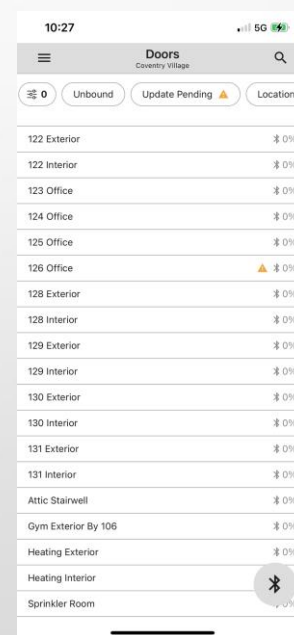 10:27 5G
Doors
Coventry Village
0 Unbound Update Pending Location
122 Exterior 0%
122 Interior 0%
123 Office 0%
124 Office 0%
125 Office 0%
126 Office 0%
128 Exterior 0%
128 Interior 0%
129 Exterior 0%
129 Interior 0%
130 Exterior 0%
130 Interior 0%
131 Exterior 0%
131 Interior 0%
Attic Stairwell 0%
Gym Exterior By 106 0%
Heating Exterior 0%
Heating Interior
Sprinkler Room